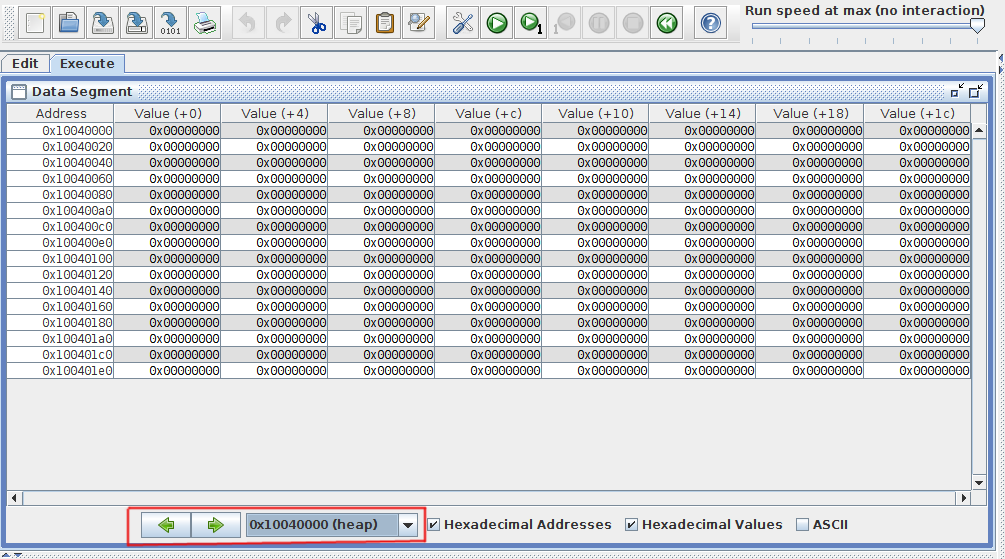 Run speed at max (no interaction)
0101
1
1
Edit Execute
Data Segment
Address Value (+0) Value (+4) Value (+8) Value (+c) Value (+10) Value (+14) Value (+18) Value (+1c)
0x10040000 0x00000000 0x00000000 0x00000000 0x00000000 0x00000000 0x00000000 0x00000000 0x00000000
0x10040020 0x00000000 0x00000000 0x00000000 0x00000000 0x00000000 0x00000000 0x00000000 0x00000000
0x10040040 0x00000000 0x00000000 0x00000000 0x00000000 0x00000000 0x00000000 0x00000000 0x00000000
0x10040060 0x00000000 0x00000000 0x00000000 0x00000000 0x00000000 0x00000000 0x00000000 0x00000000
0x10040080 0x00000000 0x00000000 0x00000000 0x00000000 0x00000000 0x00000000 0x00000000 0x00000000
0x100400a0 0x00000000 0x00000000 0x00000000 0x00000000 0x00000000 0x00000000 0x00000000 0x00000000
0x100400c0 0x00000000 0x00000000 0x00000000 0x00000000 0x00000000 0x00000000 0x00000000 0x00000000
0x100400e0 0x00000000 0x00000000 0x00000000 0x00000000 0x00000000 0x00000000 0x00000000 0x00000000
0x10040100 0x00000000 0x00000000 0x00000000 0x00000000 0x00000000 0x00000000 0x00000000 0x00000000
0x10040120 0x00000000 0x00000000 0x00000000 0x00000000 0x00000000 0x00000000 0x00000000 0x00000000
0x10040140 0x00000000 0x00000000 0x00000000 0x00000000 0x00000000 0x00000000 0x00000000 0x00000000
0x10040160 0x00000000 0x00000000 0x00000000 0x00000000 0x00000000 0x00000000 0x00000000 0x00000000
0x10040180 0x00000000 0x00000000 0x00000000 0x00000000 0x00000000 0x00000000 0x00000000 0x00000000
0x100401a0 0x00000000 0x00000000 0x00000000 0x00000000 0x00000000 0x00000000 0x00000000 0x00000000
0x100401c0 0x00000000 0x00000000 0x00000000 0x00000000 0x00000000 0x00000000 0x00000000 0x00000000
0x100401e0 0x00000000 0x00000000 0x00000000 0x00000000 0x00000000 0x00000000 0x00000000 0x00000000
0x10040000 (heap) Hexadecimal Addresses Hexadecimal Values ASCII